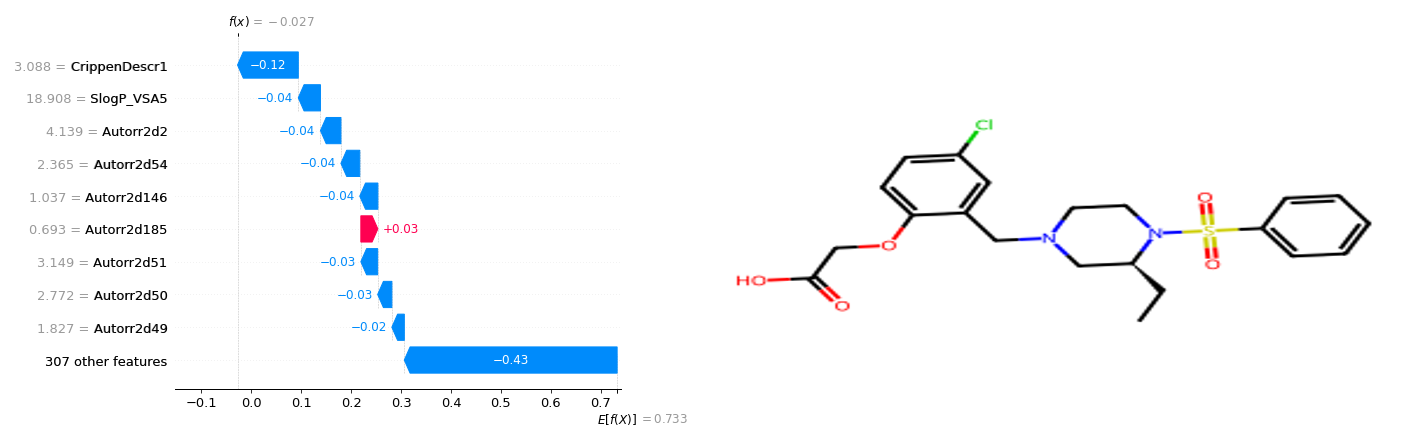 f(x) = −0.027
3.088 = CrippenDescr1
−0.12
18.908 = SlogP_VSA5
−0.04
4.139 = Autorr2d2
−0.04
2.365 = Autorr2d54
−0.04
1.037 = Autorr2d146
−0.04
0.693 = Autorr2d185
+0.03
3.149 = Autorr2d51
−0.03
2.772 = Autorr2d50
−0.03
1.827 = Autorr2d49
−0.02
307 other features
−0.43
−0.1 0.0 0.1 0.2 0.3 0.4 0.5 0.6 0.7
E[f(X)] = 0.733
Cl
O
N
N
S
O
O
HO
O